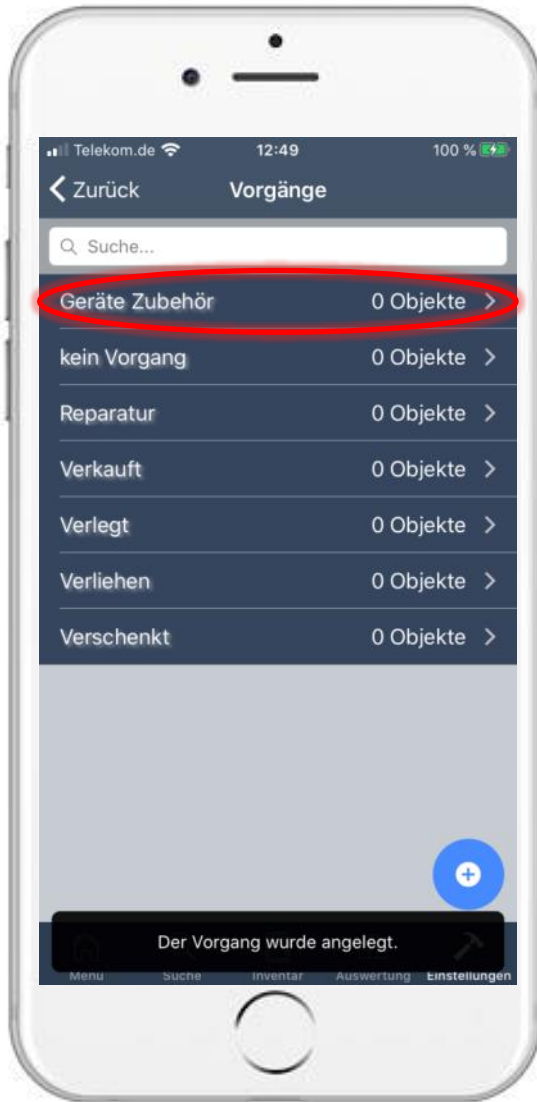 Telekom.de 12:49 100 %
Zurück Vorgänge
Suche...
Geräte Zubehör 0 Objekte
kein Vorgang 0 Objekte
Reparatur 0 Objekte
Verkauft 0 Objekte
Verlegt 0 Objekte
Verliehen 0 Objekte
Verschenkt 0 Objekte
Der Vorgang wurde angelegt.
Menü Suche Inventar Auswertung Einstellungen